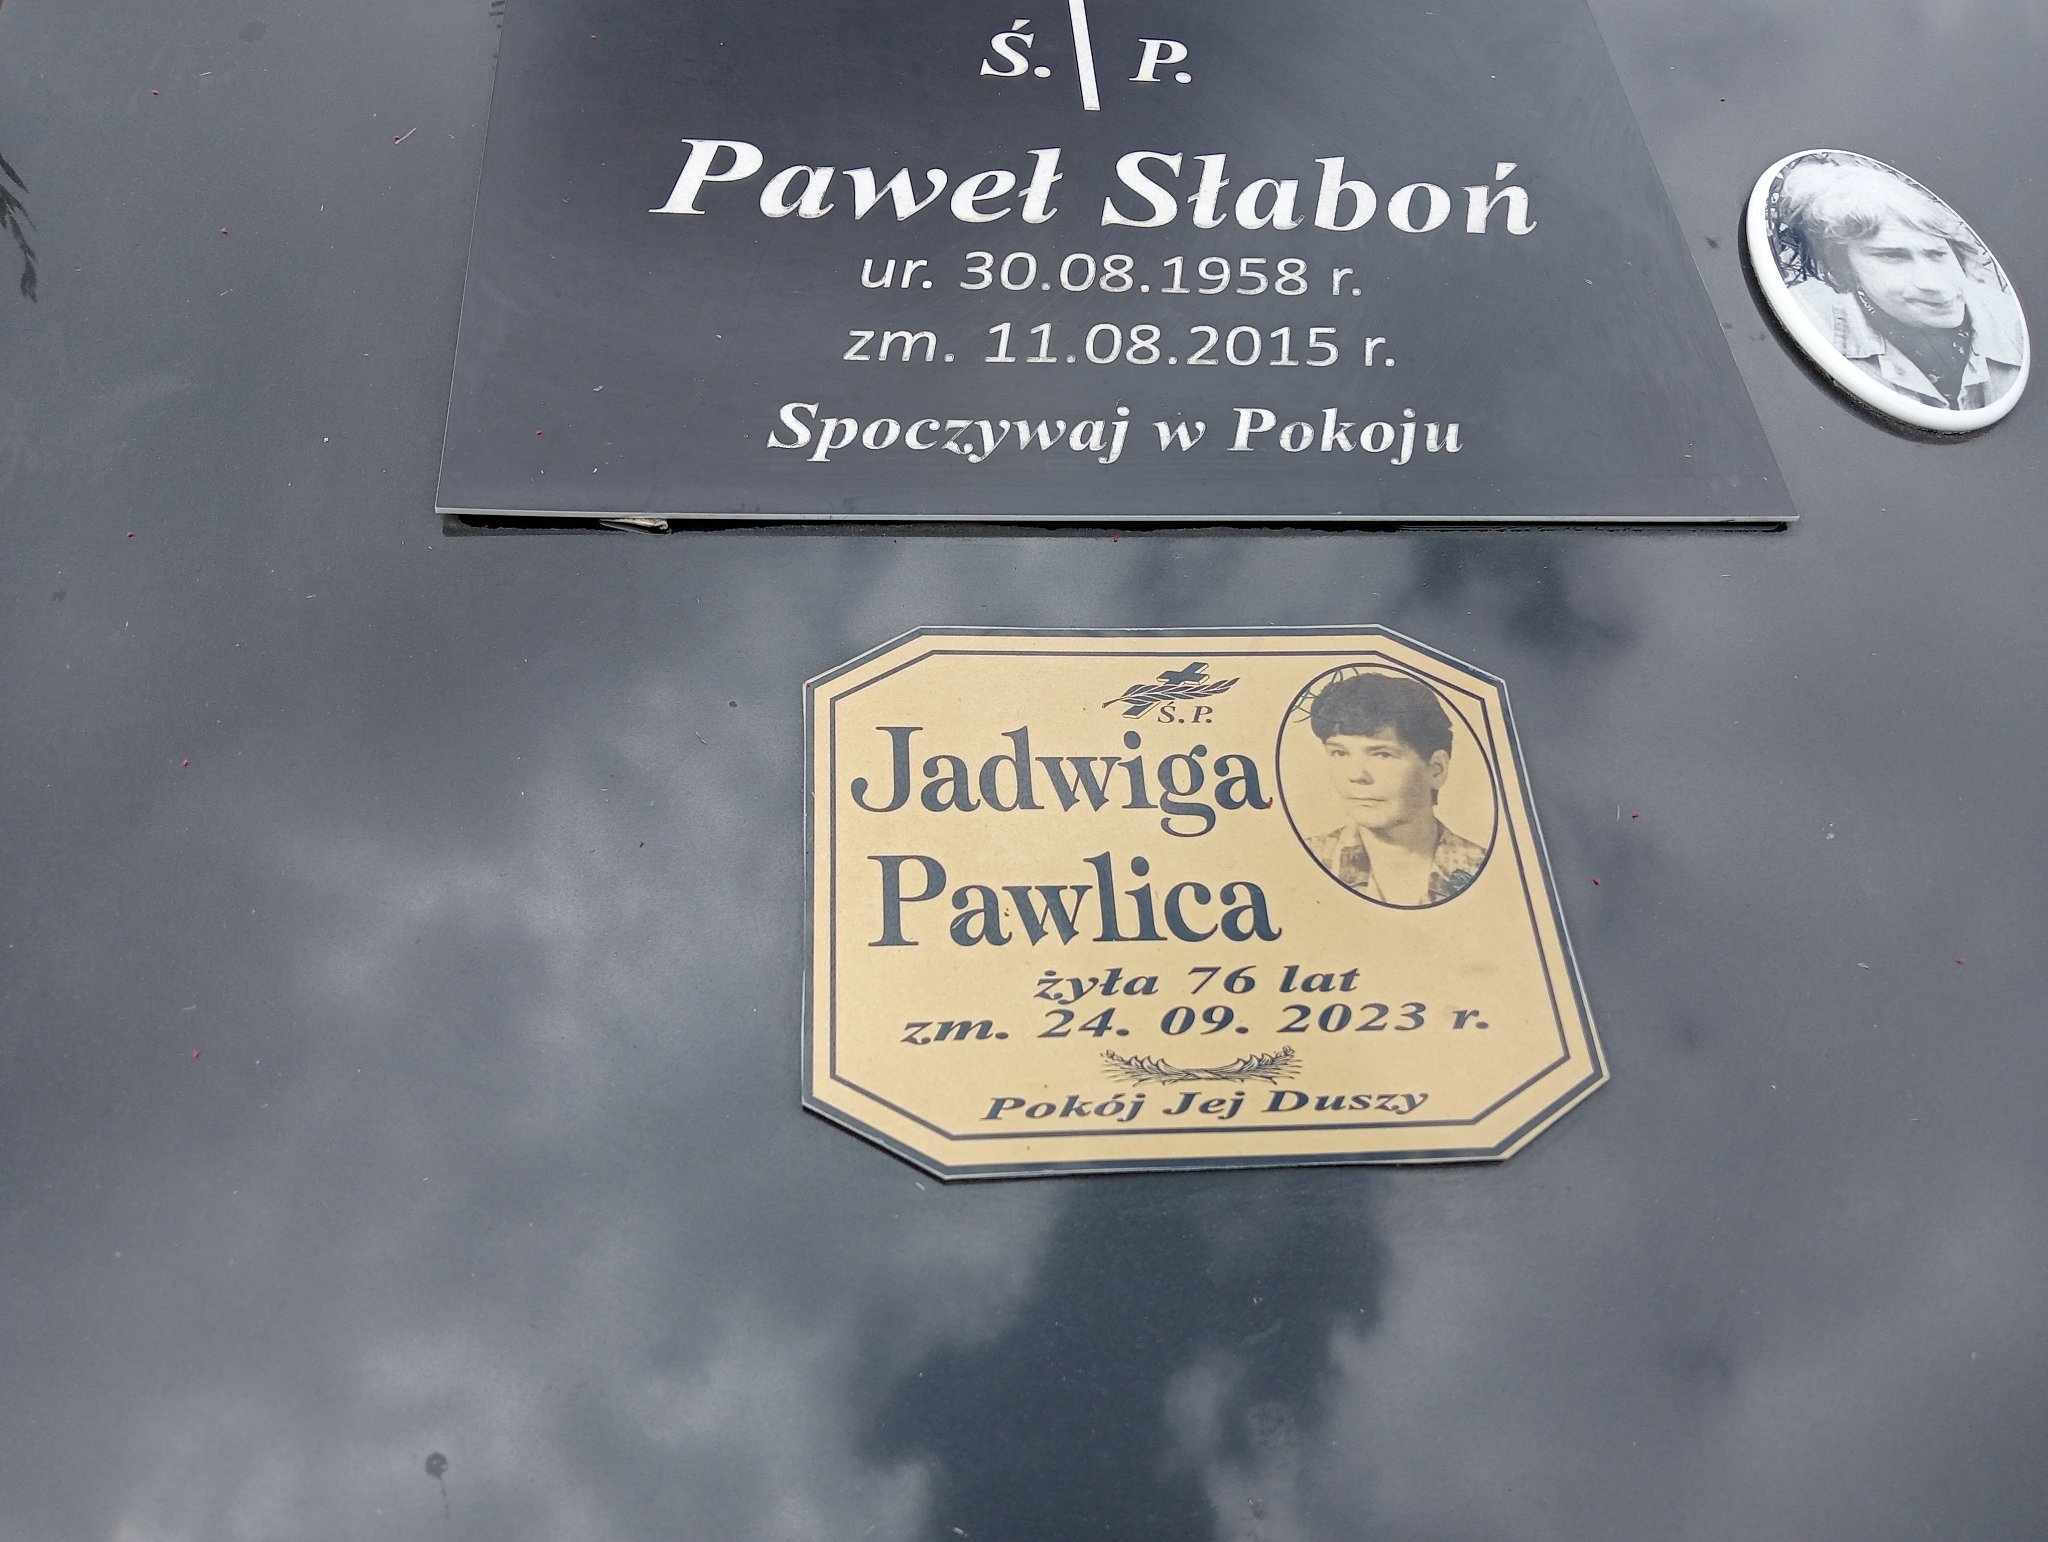 Ś. P.
Paweł Słaboń
ur. 30.08.1958 r.
zm. 11.08.2015 r.
Spoczywaj w Pokoju
Ś. P.
Jadwiga
Pawlica
żyła 76 lat
zm. 24. 09. 2023 r.
Pokój Jej Duszy